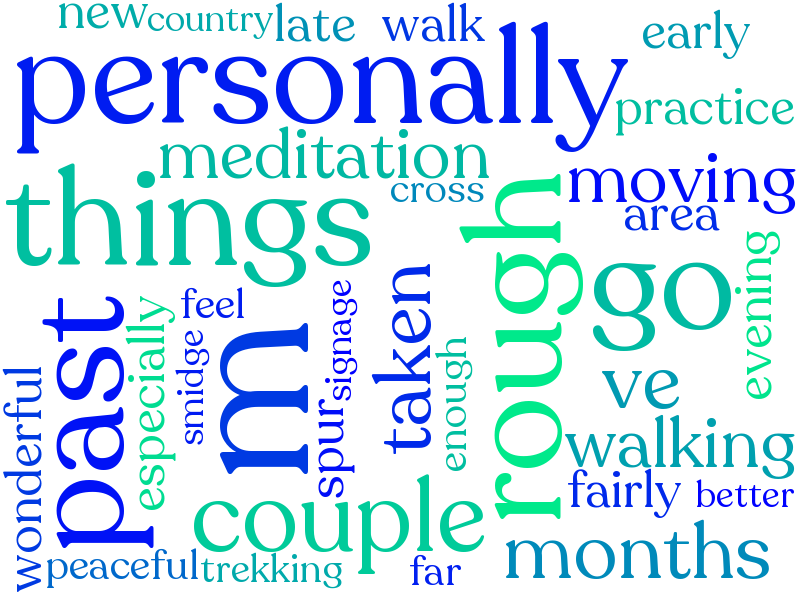 new country late walk early
personally
practice
meditation
cross
moving
area
things
go
rough
evening
past
especially
feel
smidge
m
signage
spur
taken
enough
ve
walking
wonderful
couple
fairly better
months
peaceful trekking far